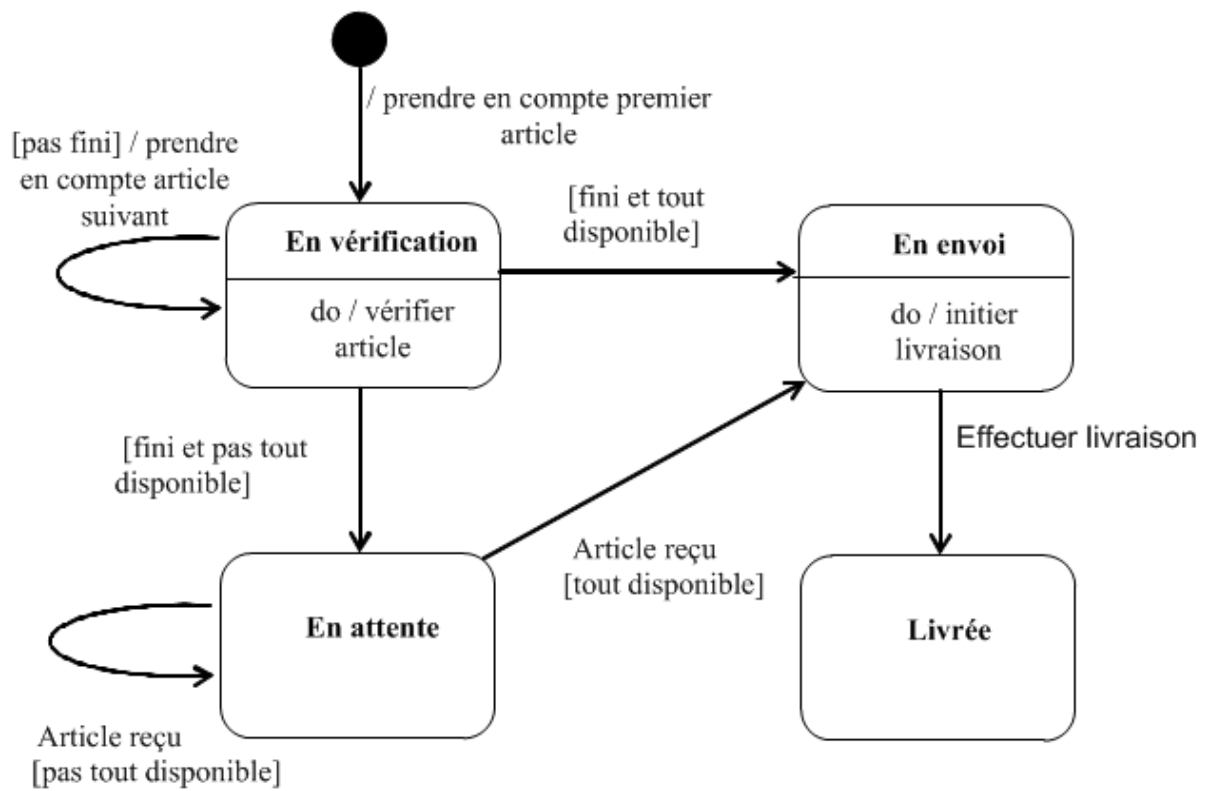 / prendre en compte premier
article
[pas fini] / prendre
en compte article
suivant
[fini et tout
disponible]
En vérification
do / vérifier
article
En envoi
do / initier
livraison
[fini et pas tout
disponible]
Effectuer livraison
Article reçu
[tout disponible]
En attente
Livrée
Article reçu
[pas tout disponible]